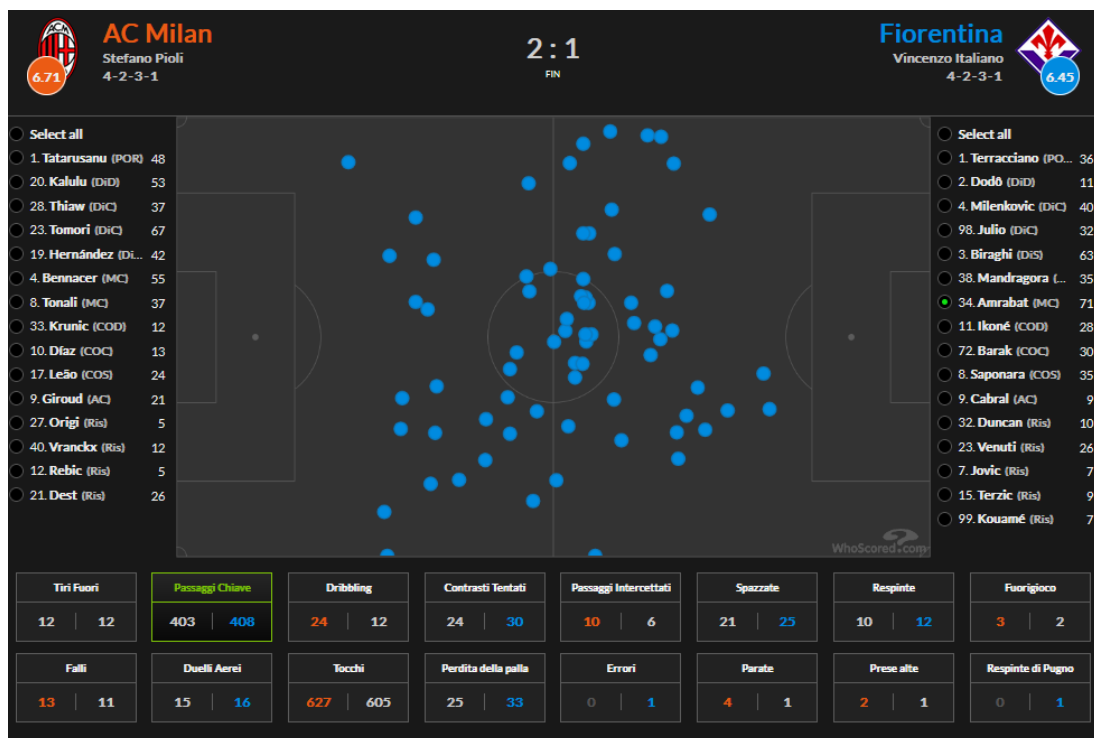 AC Milan
Stefano Pioli
4-2-3-1
6.71
2 : 1
FIN
Fiorentina
Vincenzo Italiano
4-2-3-1
6.45
Select all
1. Tatarusanu (POR) 48
20. Kalulu (DiD) 53
28. Thiaw (DiC) 37
23. Tomori (DiC) 67
19. Hernández (Di... 42
4. Bennacer (MC) 55
8. Tonali (MC) 37
33. Krunic (COD) 12
10. Díaz (COC) 13
17. Leão (COS) 24
9. Giroud (AC) 21
27. Origi (Ris) 5
40. Vranckx (Ris) 12
12. Rebic (Ris) 5
21. Dest (Ris) 26
Select all
1. Terracciano (PO... 36
2. Dodô (DiD) 11
4. Milenkovic (DiC) 40
98. Julio (DiC) 32
3. Biraghi (DiS) 63
38. Mandragora (... 35
34. Amrabat (MC) 71
11. Ikoné (COD) 28
72. Barak (COC) 30
8. Saponara (COS) 35
9. Cabral (AC) 9
32. Duncan (Ris) 10
23. Venuti (Ris) 26
7. Jovic (Ris) 7
15. Terzic (Ris) 9
99. Kouamé (Ris) 7
WhoScored.com
Tiri Fuori Passaggi Chiave Dribbling Contrasti Tentati Passaggi Intercettati Spazzate Respinte Fuorigioco
12 12 403 408 24 12 24 30 10 6 21 25 10 12 3 2
Falli Duelli Aerei Tocchi Perdita della palla Errori Parate Prese alte Respinte di Pugno
13 11 15 16 627 605 25 33 0 1 4 1 2 1 0 1